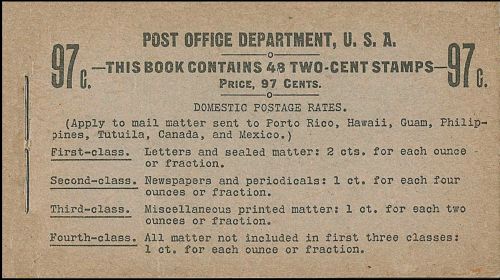 POST OFFICE DEPARTMENT, U. S. A.
97c. —THIS BOOK CONTAINS 48 TWO-CENT STAMPS— 97c.
PRICE, 97 CENTS.
DOMESTIC POSTAGE RATES.
(Apply to mail matter sent to Porto Rico, Hawaii, Guam, Philip-
pines, Tutuila, Canada, and Mexico.)
First-class. Letters and sealed matter: 2 cts. for each ounce
or fraction.
Second-class. Newspapers and periodicals: 1 ct. for each four
ounces or fraction.
Third-class. Miscellaneous printed matter: 1 ct. for each two
ounces or fraction.
Fourth-class. All matter not included in first three classes:
1 ct. for each ounce or fraction.